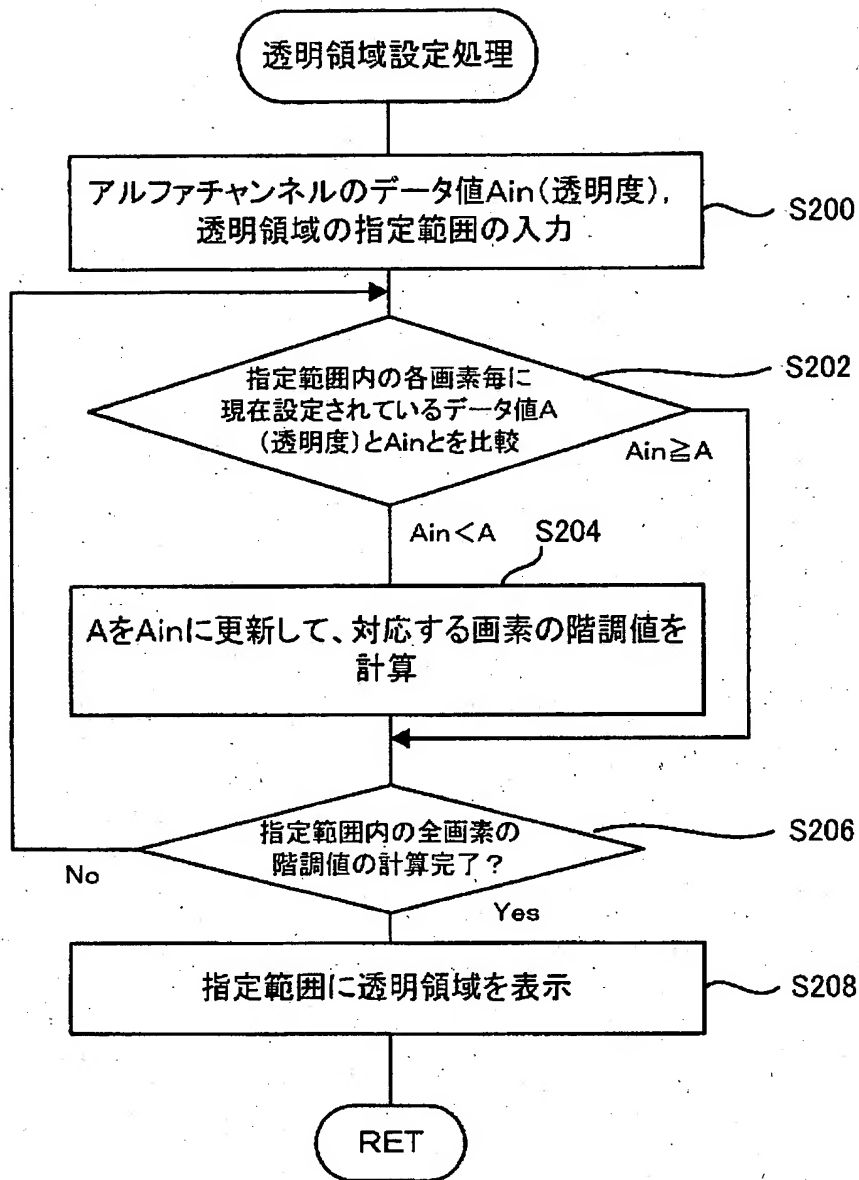 透明領域設定処理
アルファチャンネルのデータ値Ain(透明度),
透明領域の指定範囲の入力
S200
指定範囲内の各画素毎に
現在設定されているデータ値A
(透明度)とAinとを比較
S202
Ain≧A
Ain<A
S204
AをAinに更新して、対応する画素の階調値を
計算
指定範囲内の全画素の
階調値の計算完了?
S206
No
Yes
指定範囲に透明領域を表示
S208
RET